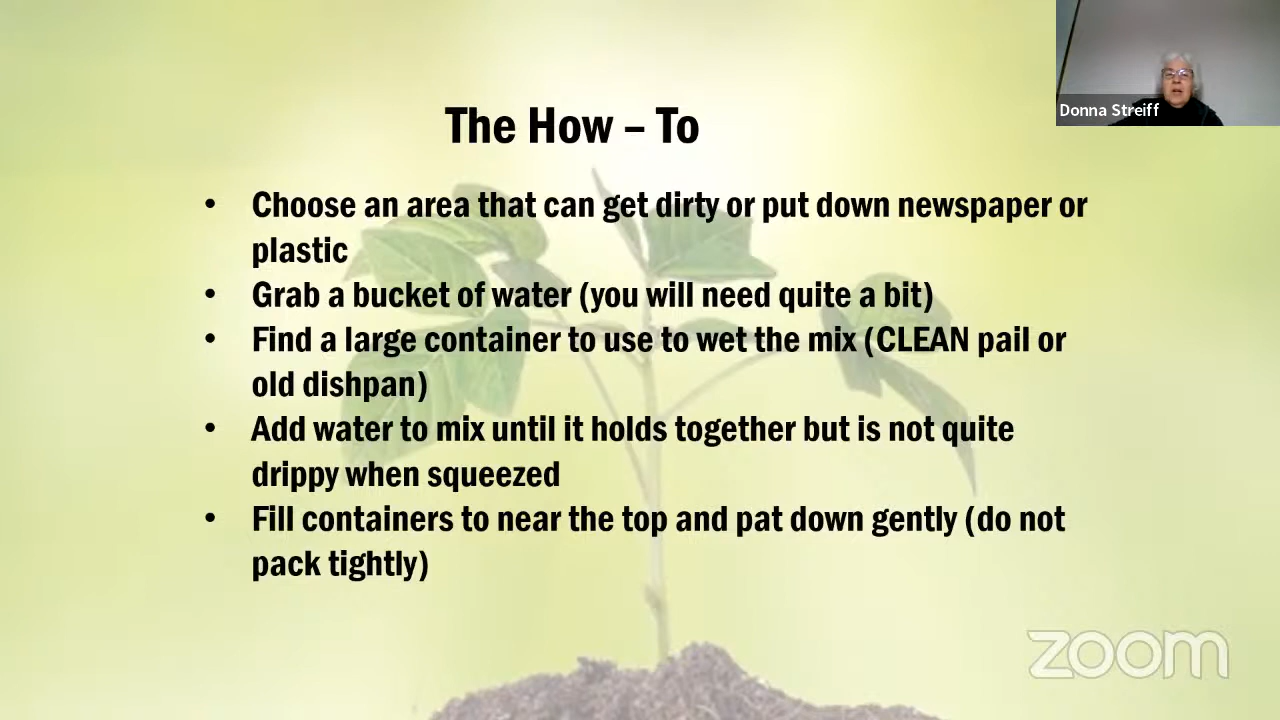 Donna Streiff
The How – To
• Choose an area that can get dirty or put down newspaper or
plastic
• Grab a bucket of water (you will need quite a bit)
• Find a large container to use to wet the mix (CLEAN pail or
old dishpan)
• Add water to mix until it holds together but is not quite
drippy when squeezed
• Fill containers to near the top and pat down gently (do not
pack tightly)
zoom